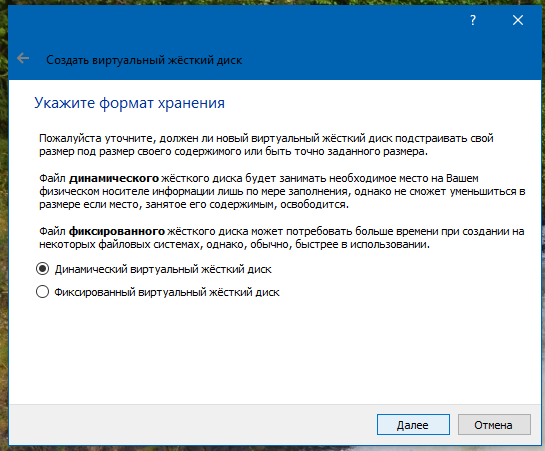 ?
Создать виртуальный жёсткий диск
Укажите формат хранения
Пожалуйста уточните, должен ли новый виртуальный жёсткий диск подстраивать свой
размер под размер своего содержимого или быть точно заданного размера.
Файл динамического жёсткого диска будет занимать необходимое место на Вашем
физическом носителе информации лишь по мере заполнения, однако не сможет уменьшиться в
размере если место, занятое его содержимым, освободится.
Файл фиксированного жёсткого диска может потребовать больше времени при создании на
некоторых файловых системах, однако, обычно, быстрее в использовании.
Динамический виртуальный жёсткий диск
Фиксированный виртуальный жёсткий диск
Далее
Отмена